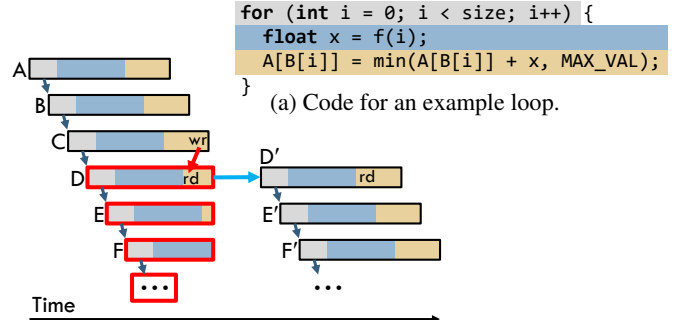 for (int i = 0; i < size; i++) {
float x = f(i);
A[B[i]] = min(A[B[i]] + x, MAX_VAL);
}
(a) Code for an example loop.
A
B
C wr
D rd
D′ rd
E
E′
F
F′
...
...
Time